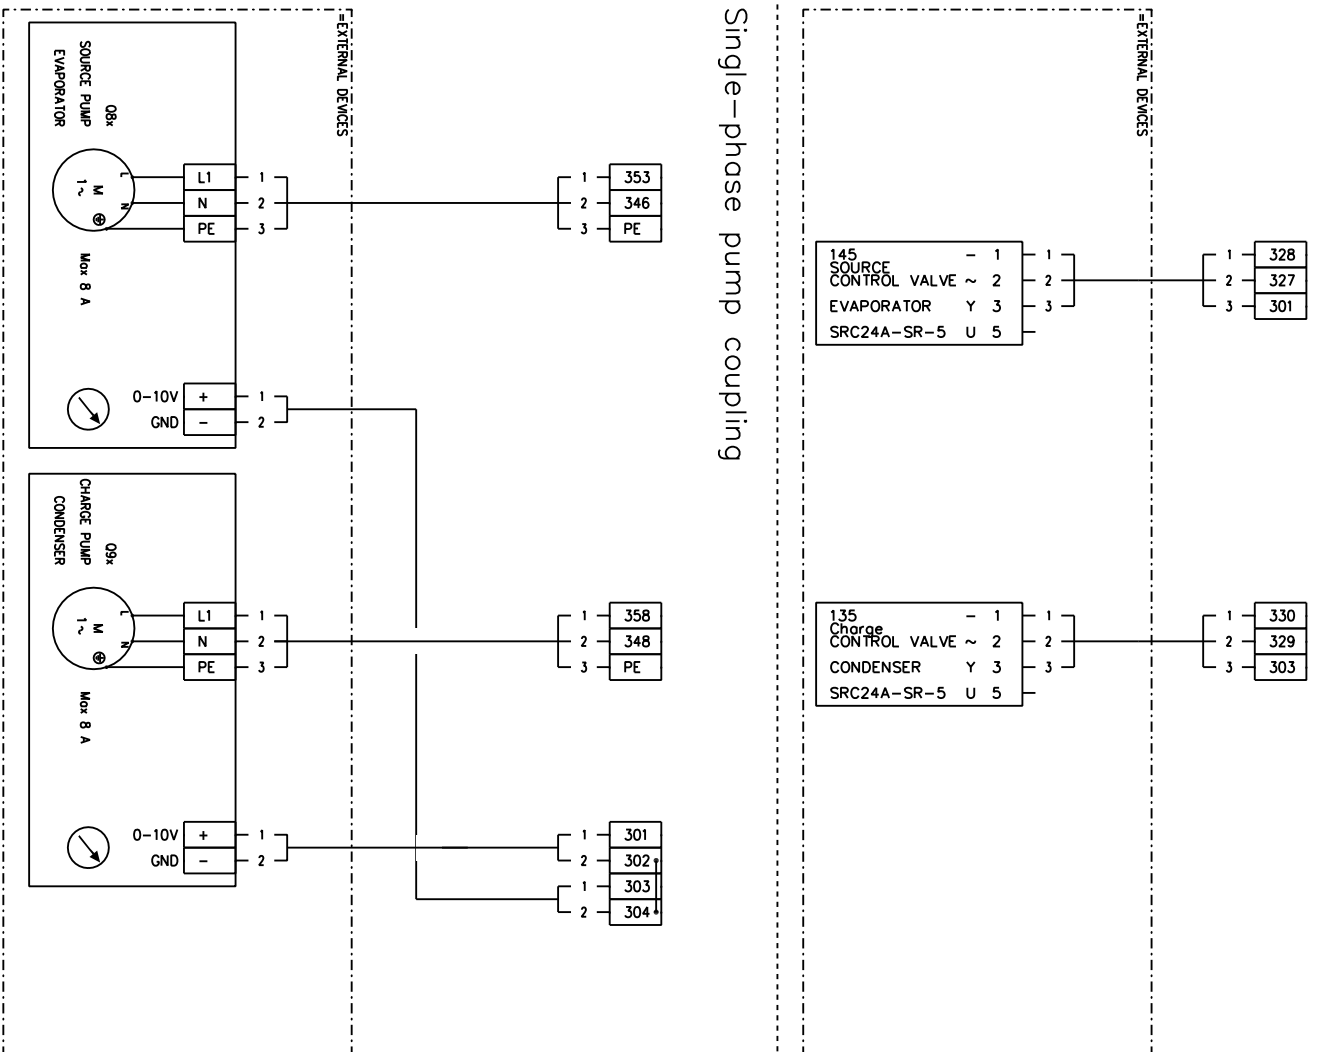 =EXTERNAL DEVICES
Q8x
SOURCE PUMP
EVAPORATOR
L
N
M
1~
Max 8 A
L1 1
N 2
PE 3
1 353
2 346
3 PE
0-10V + 1
GND - 2
Q9x
CHARGE PUMP
CONDENSER
L
N
M
1~
Max 8 A
L1 1
N 2
PE 3
1 358
2 348
3 PE
0-10V + 1
GND - 2
1 301
2 302
1 303
2 304
Single-phase pump coupling
=EXTERNAL DEVICES
145 - 1 1
SOURCE
CONTROL VALVE ~ 2 2
EVAPORATOR Y 3 3
SRC24A-SR-5 U 5
1 328
2 327
3 301
135 - 1 1
Charge
CONTROL VALVE ~ 2 2
CONDENSER Y 3 3
SRC24A-SR-5 U 5
1 330
2 329
3 303